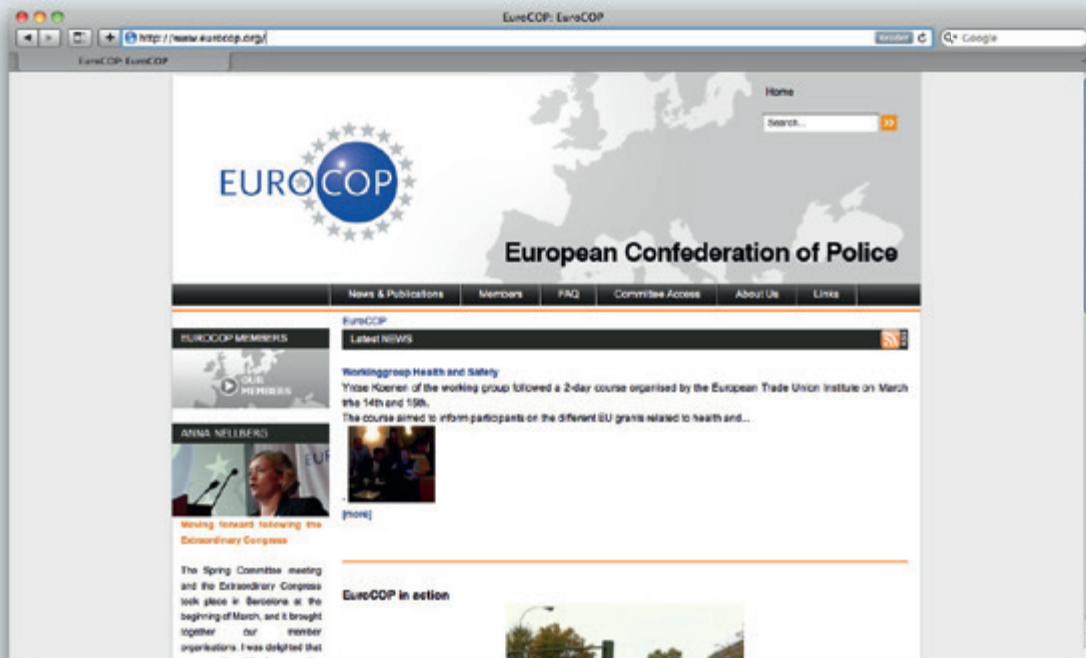 EuroCOP: EuroCOP
http://www.eurocop.org/
Reader
Google
EuroCOP: EuroCOP
Home
Search...
EUROCOP
European Confederation of Police
News & Publications
Members
FAQ
Committee Access
About Us
Links
EUROCOP MEMBERS
OUR
MEMBERS
ANNA NELLBERG
EU
Moving forward following the
Extraordinary Congress
The Spring Committee meeting
and the Extraordinary Congress
took place in Barcelona at the
beginning of March, and it brought
together our member
organisations. I was delighted that
EuroCOP
Latest NEWS
RSS
Workinggroup Health and Safety
Koenen of the working group followed a 2-day course organised by the European Trade Union Institute on March
the 14th and 15th.
The course aimed to inform participants on the different EU grants related to health and...
[more]
EuroCOP in action